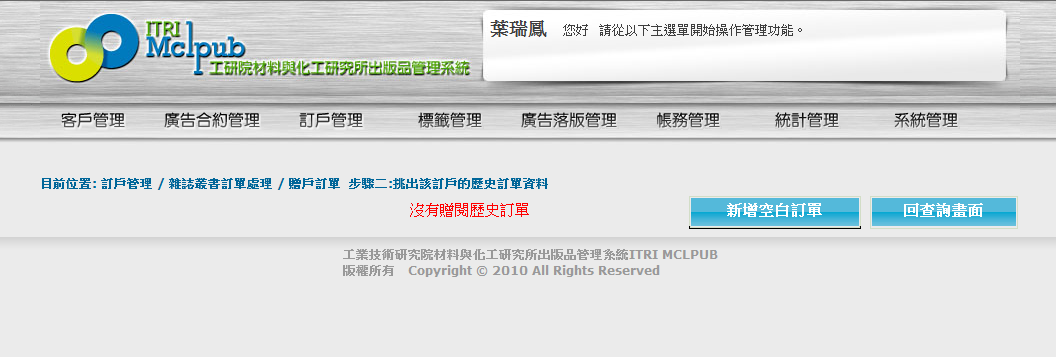 ITRI
Mclpub
工研院材料與化工研究所出版品管理系統
葉瑞鳳 您好 請從以下主選單開始操作管理功能。
客戶管理 廣告合約管理 訂戶管理 標籤管理 廣告落版管理 帳務管理 統計管理 系統管理
目前位置: 訂戶管理 / 雜誌叢書訂單處理 / 贈戶訂單 步驟二:挑出該訂戶的歷史訂單資料
沒有贈閱歷史訂單 新增空白訂單 回查詢畫面
工業技術研究院材料與化工研究所出版品管理系統ITRI MCLPUB
版權所有 Copyright © 2010 All Rights Reserved